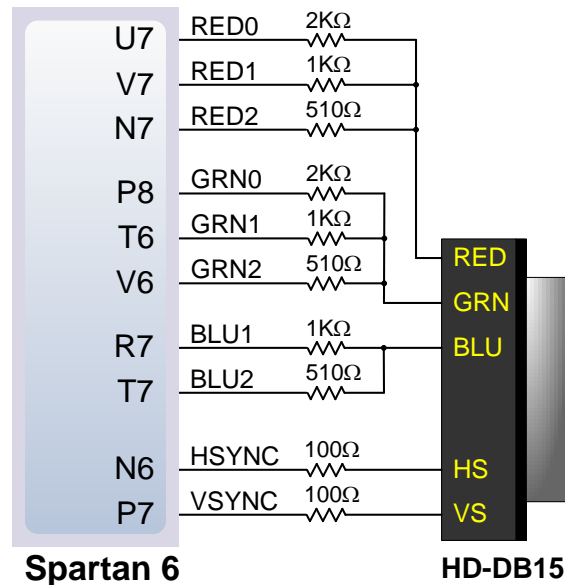 U7 RED0 2KΩ
V7 RED1 1KΩ
N7 RED2 510Ω
P8 GRN0 2KΩ
T6 GRN1 1KΩ
V6 GRN2 510Ω
RED
GRN
R7 BLU1 1KΩ BLU
T7 BLU2 510Ω
N6 HSYNC 100Ω HS
P7 VSYNC 100Ω VS
Spartan 6 HD-DB15